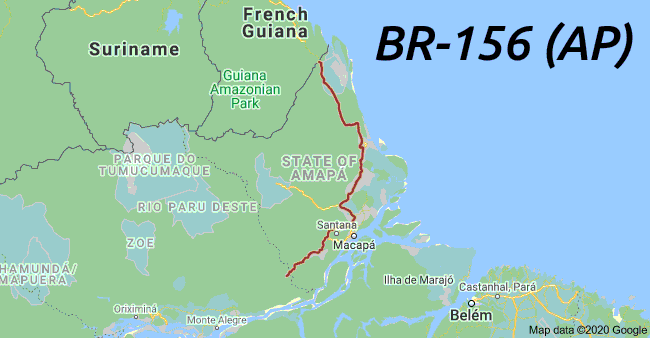 BR-156 (AP)
French
Guiana
Suriname
Guiana
Amazonian
Park
PARQUE DO
TUMUCUMAQUE
STATE OF
AMAPÁ
RIO PARU DESTE
Santana
Macapá
ZOE
HAMUNDÁ/
MAPUERA
Ilha de Marajó
Castanhal, Pará
Oriximiná
Monte Alegre
Belém
Map data ©2020 Google